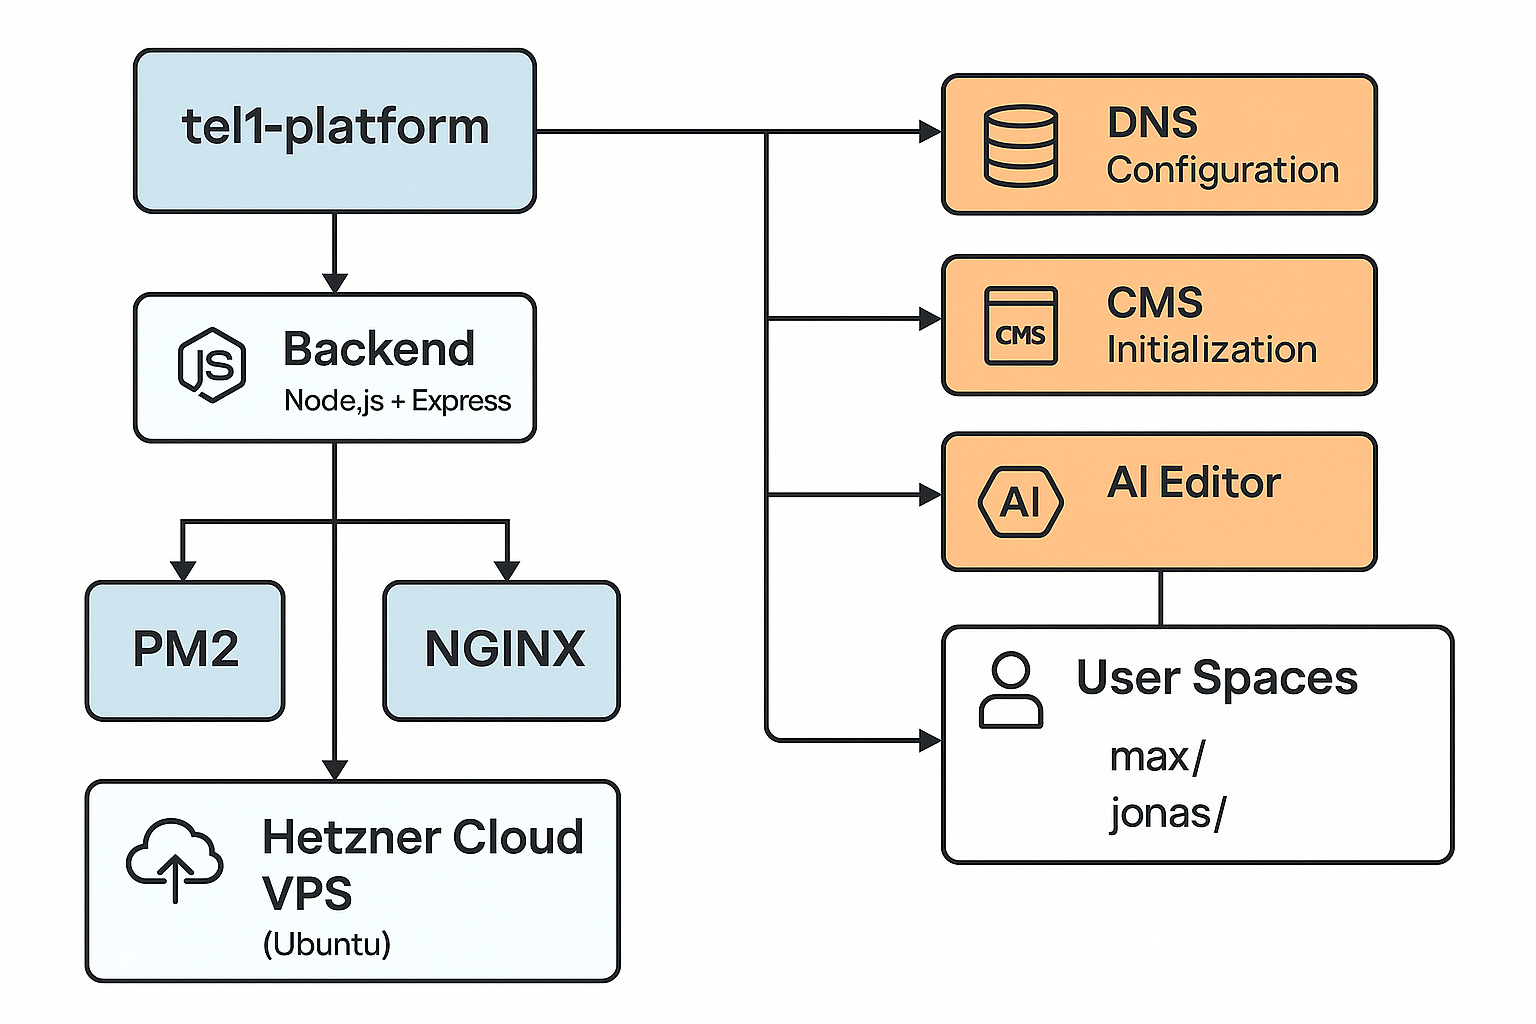 tel1-platform
Backend
Node,js + Express
JS
PM2
NGINX
Hetzner Cloud
VPS
(Ubuntu)
DNS
Configuration
CMS
CMS
Initialization
AI
AI Editor
User Spaces
max/
jonas/